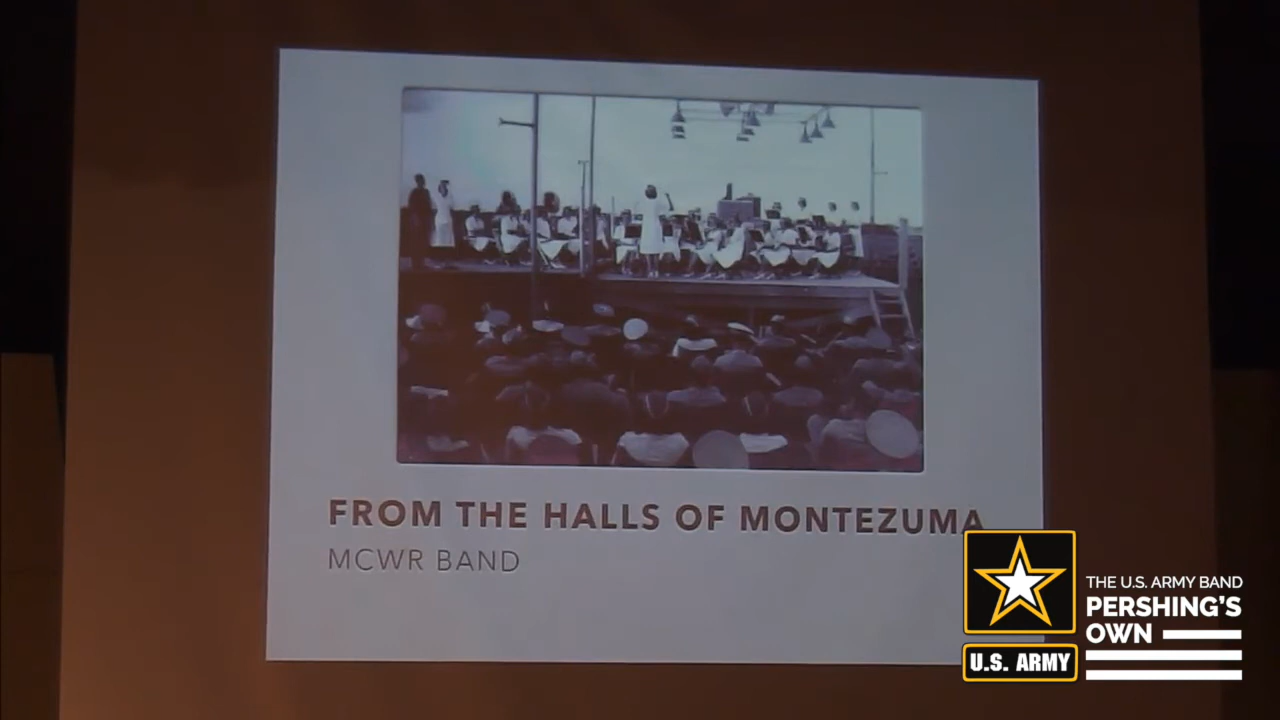 FROM THE HALLS OF MONTEZUMA
MCWR BAND
THE U.S. ARMY BAND
PERSHING'S
OWN
U.S. ARMY